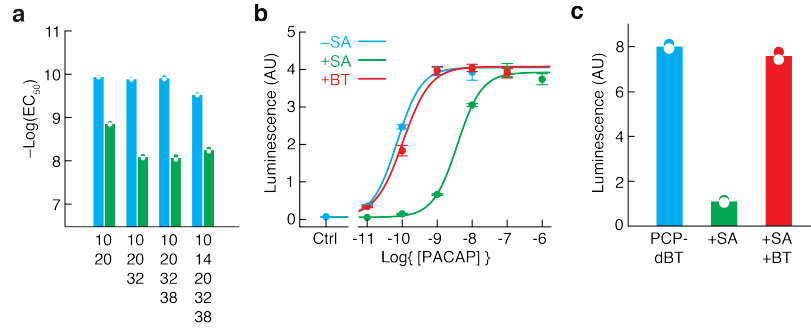 a
11
10
9
8
7
−Log(EC50)
10 10 10 10
20 20 20 14
32 32 20
38 32
38
b
5
4
3
2
1
0
Luminescence (AU)
−SA
+SA
+BT
Ctrl -11 -10 -9 -8 -7 -6
Log{ [PACAP] }
c
8
6
4
2
0
Luminescence (AU)
PCP- +SA +SA
dBT +BT